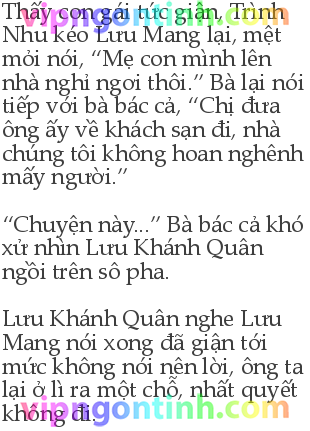 Thấy con gái tức giận, Trình
Nhu kéo Lưu Mang lại, mệt
mỏi nói, “Mẹ con mình lên
nhà nghỉ ngơi thôi.” Bà lại nói
tiếp với bà bác cả, “Chị đưa
ông ấy về khách sạn đi, nhà
chúng tôi không hoan nghênh
mấy người.”
“Chuyện này...” Bà bác cả khó
xử nhìn Lưu Khánh Quân
ngồi trên sô pha.
Lưu Khánh Quân nghe Lưu
Mang nói xong đã giận tới
mức không nói nên lời, ông ta
lại ở lì ra một chỗ, nhất quyết
không đi.
vipngontinh.com
vipngontinh.com